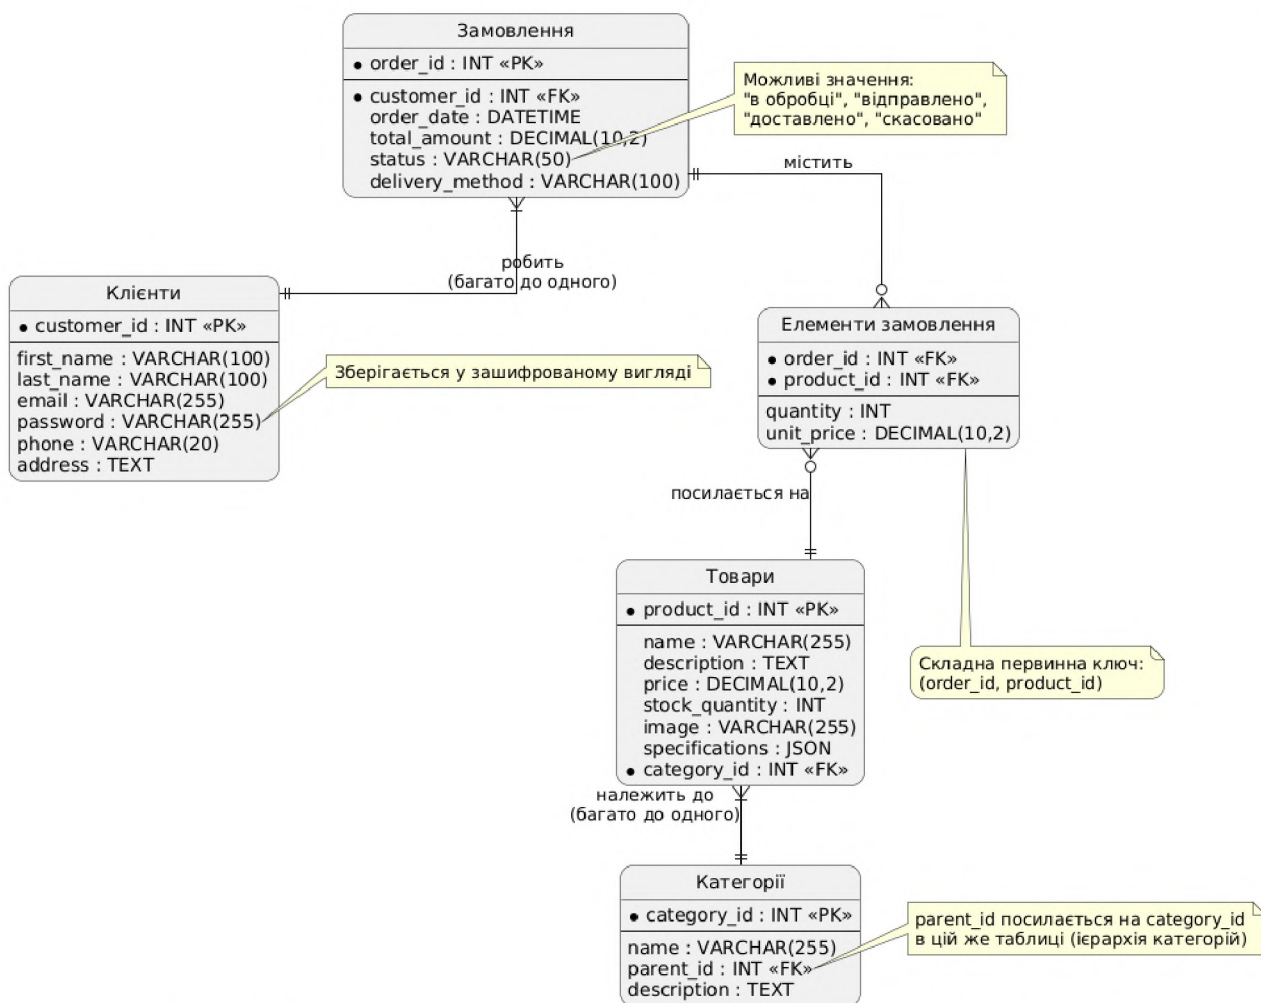 Замовлення
order_id : INT «PK»
customer_id : INT «FK»
order_date : DATETIME
total_amount : DECIMAL(10,2)
status : VARCHAR(50)
delivery_method : VARCHAR(100)
Можливі значення:
"в обробці", "відправлено",
"доставлено", "скасовано"
містить
робить
(багато до одного)
Клієнти
customer_id : INT «PK»
first_name : VARCHAR(100)
last_name : VARCHAR(100)
email : VARCHAR(255)
password : VARCHAR(255)
phone : VARCHAR(20)
address : TEXT
Зберігається у зашифрованому вигляді
Елементи замовлення
order_id : INT «FK»
product_id : INT «FK»
quantity : INT
unit_price : DECIMAL(10,2)
посилається на
Товари
product_id : INT «PK»
name : VARCHAR(255)
description : TEXT
price : DECIMAL(10,2)
stock_quantity : INT
image : VARCHAR(255)
specifications : JSON
category_id : INT «FK»
Складна первинна ключ:
(order_id, product_id)
належить до
(багато до одного)
Категорії
category_id : INT «PK»
name : VARCHAR(255)
parent_id : INT «FK»
description : TEXT
parent_id посилається на category_id
в цій же таблиці (ієрархія категорій)